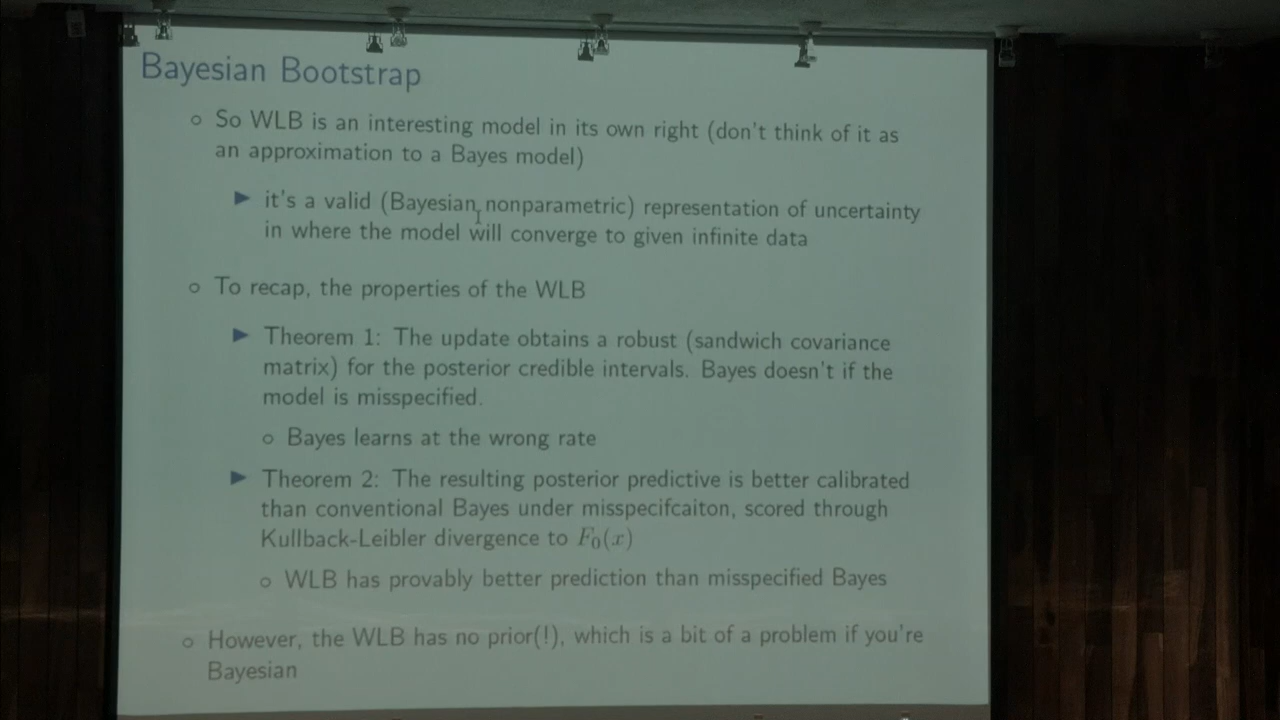 Bayesian Bootstrap
So WLB is an interesting model in its own right (don't think of it as
an approximation to a Bayes model)
it's a valid (Bayesian nonparametric) representation of uncertainty
in where the model will converge to given infinite data
To recap, the properties of the WLB
Theorem 1: The update obtains a robust (sandwich covariance
matrix) for the posterior credible intervals. Bayes doesn't if the
model is misspecified.
Bayes learns at the wrong rate
Theorem 2: The resulting posterior predictive is better calibrated
than conventional Bayes under misspecifcaiton, scored through
Kullback-Leibler divergence to F₀(x)
WLB has provably better prediction than misspecified Bayes
However, the WLB has no prior(!), which is a bit of a problem if you're
Bayesian